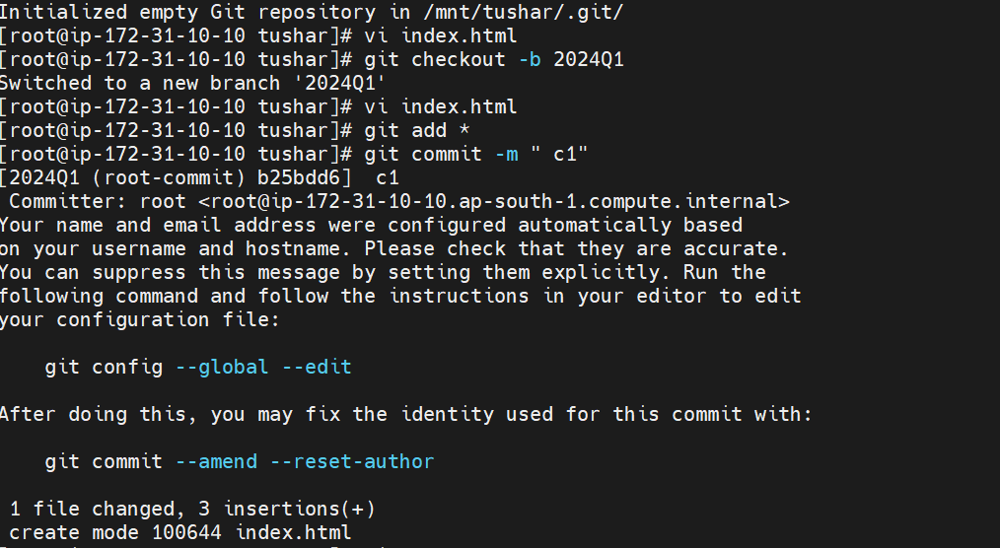 Initialized empty Git repository in /mnt/tushar/.git/
[root@ip-172-31-10-10 tushar]# vi index.html
[root@ip-172-31-10-10 tushar]# git checkout -b 2024Q1
Switched to a new branch '2024Q1'
[root@ip-172-31-10-10 tushar]# vi index.html
[root@ip-172-31-10-10 tushar]# git add *
[root@ip-172-31-10-10 tushar]# git commit -m " c1"
[2024Q1 (root-commit) b25bdd6]  c1
 Committer: root <root@ip-172-31-10-10.ap-south-1.compute.internal>
Your name and email address were configured automatically based
on your username and hostname. Please check that they are accurate.
You can suppress this message by setting them explicitly. Run the
following command and follow the instructions in your editor to edit
your configuration file:

    git config --global --edit

After doing this, you may fix the identity used for this commit with:

    git commit --amend --reset-author

 1 file changed, 3 insertions(+)
 create mode 100644 index.html